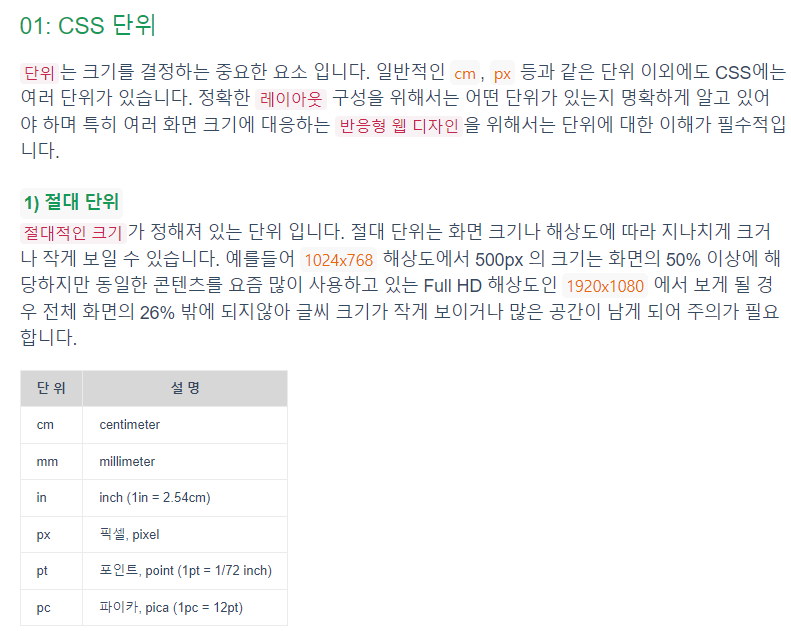 01: CSS 단위
단위 는 크기를 결정하는 중요한 요소 입니다. 일반적인 cm , px 등과 같은 단위 이외에도 CSS에는
여러 단위가 있습니다. 정확한 레이아웃 구성을 위해서는 어떤 단위가 있는지 명확하게 알고 있어
야 하며 특히 여러 화면 크기에 대응하는 반응형 웹 디자인 을 위해서는 단위에 대한 이해가 필수적입
니다.
1) 절대 단위
절대적인 크기 가 정해져 있는 단위 입니다. 절대 단위는 화면 크기나 해상도에 따라 지나치게 크거
나 작게 보일 수 있습니다. 예를들어 1024x768 해상도에서 500px 의 크기는 화면의 50% 이상에 해
당하지만 동일한 콘텐츠를 요즘 많이 사용하고 있는 Full HD 해상도인 1920x1080 에서 보게 될 경
우 전체 화면의 26% 밖에 되지않아 글씨 크기가 작게 보이거나 많은 공간이 남게 되어 주의가 필요
합니다.
단 위 설 명
cm centimeter
mm millimeter
in inch (1in = 2.54cm)
px 픽셀, pixel
pt 포인트, point (1pt = 1/72 inch)
pc 파이카, pica (1pc = 12pt)